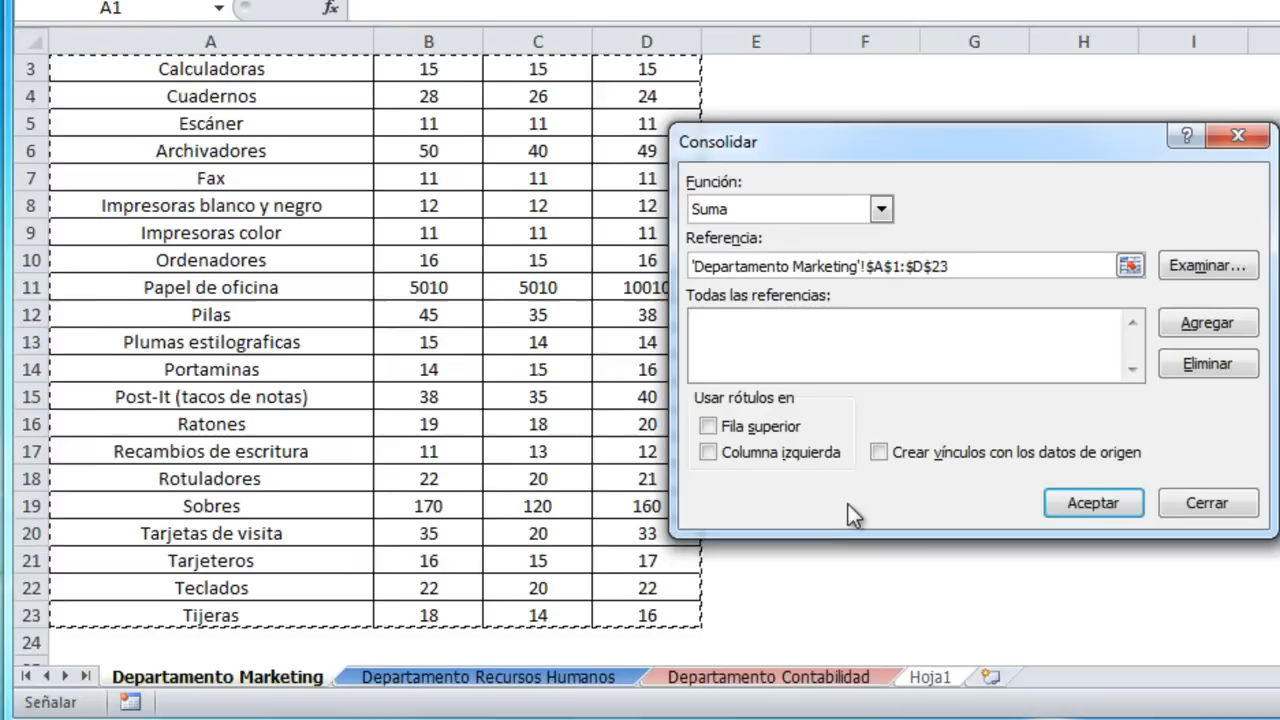 A1 fx
A B C D E F G H I
3 Calculadoras 15 15 15
4 Cuadernos 28 26 24
5 Escáner 11 11 11
6 Archivadores 50 40 49
7 Fax 11 11 11
8 Impresoras blanco y negro 12 12 12
9 Impresoras color 11 11 11
10 Ordenadores 16 15 16
11 Papel de oficina 5010 5010 10010
12 Pilas 45 35 38
13 Plumas estilograficas 15 14 14
14 Portaminas 14 15 16
15 Post-It (tacos de notas) 38 35 40
16 Ratones 19 18 20
17 Recambios de escritura 11 13 12
18 Rotuladores 22 20 21
19 Sobres 170 120 160
20 Tarjetas de visita 35 20 33
21 Tarjeteros 16 15 17
22 Teclados 22 20 22
23 Tijeras 18 14 16
24
Consolidar
Función:
Suma
Referencia:
'Departamento Marketing'!$A$1:$D$23 Examinar...
Todas las referencias:
Agregar
Eliminar
Usar rótulos en
Fila superior
Columna izquierda Crear vínculos con los datos de origen
Aceptar Cerrar
Departamento Marketing Departamento Recursos Humanos Departamento Contabilidad Hoja1
Señalar